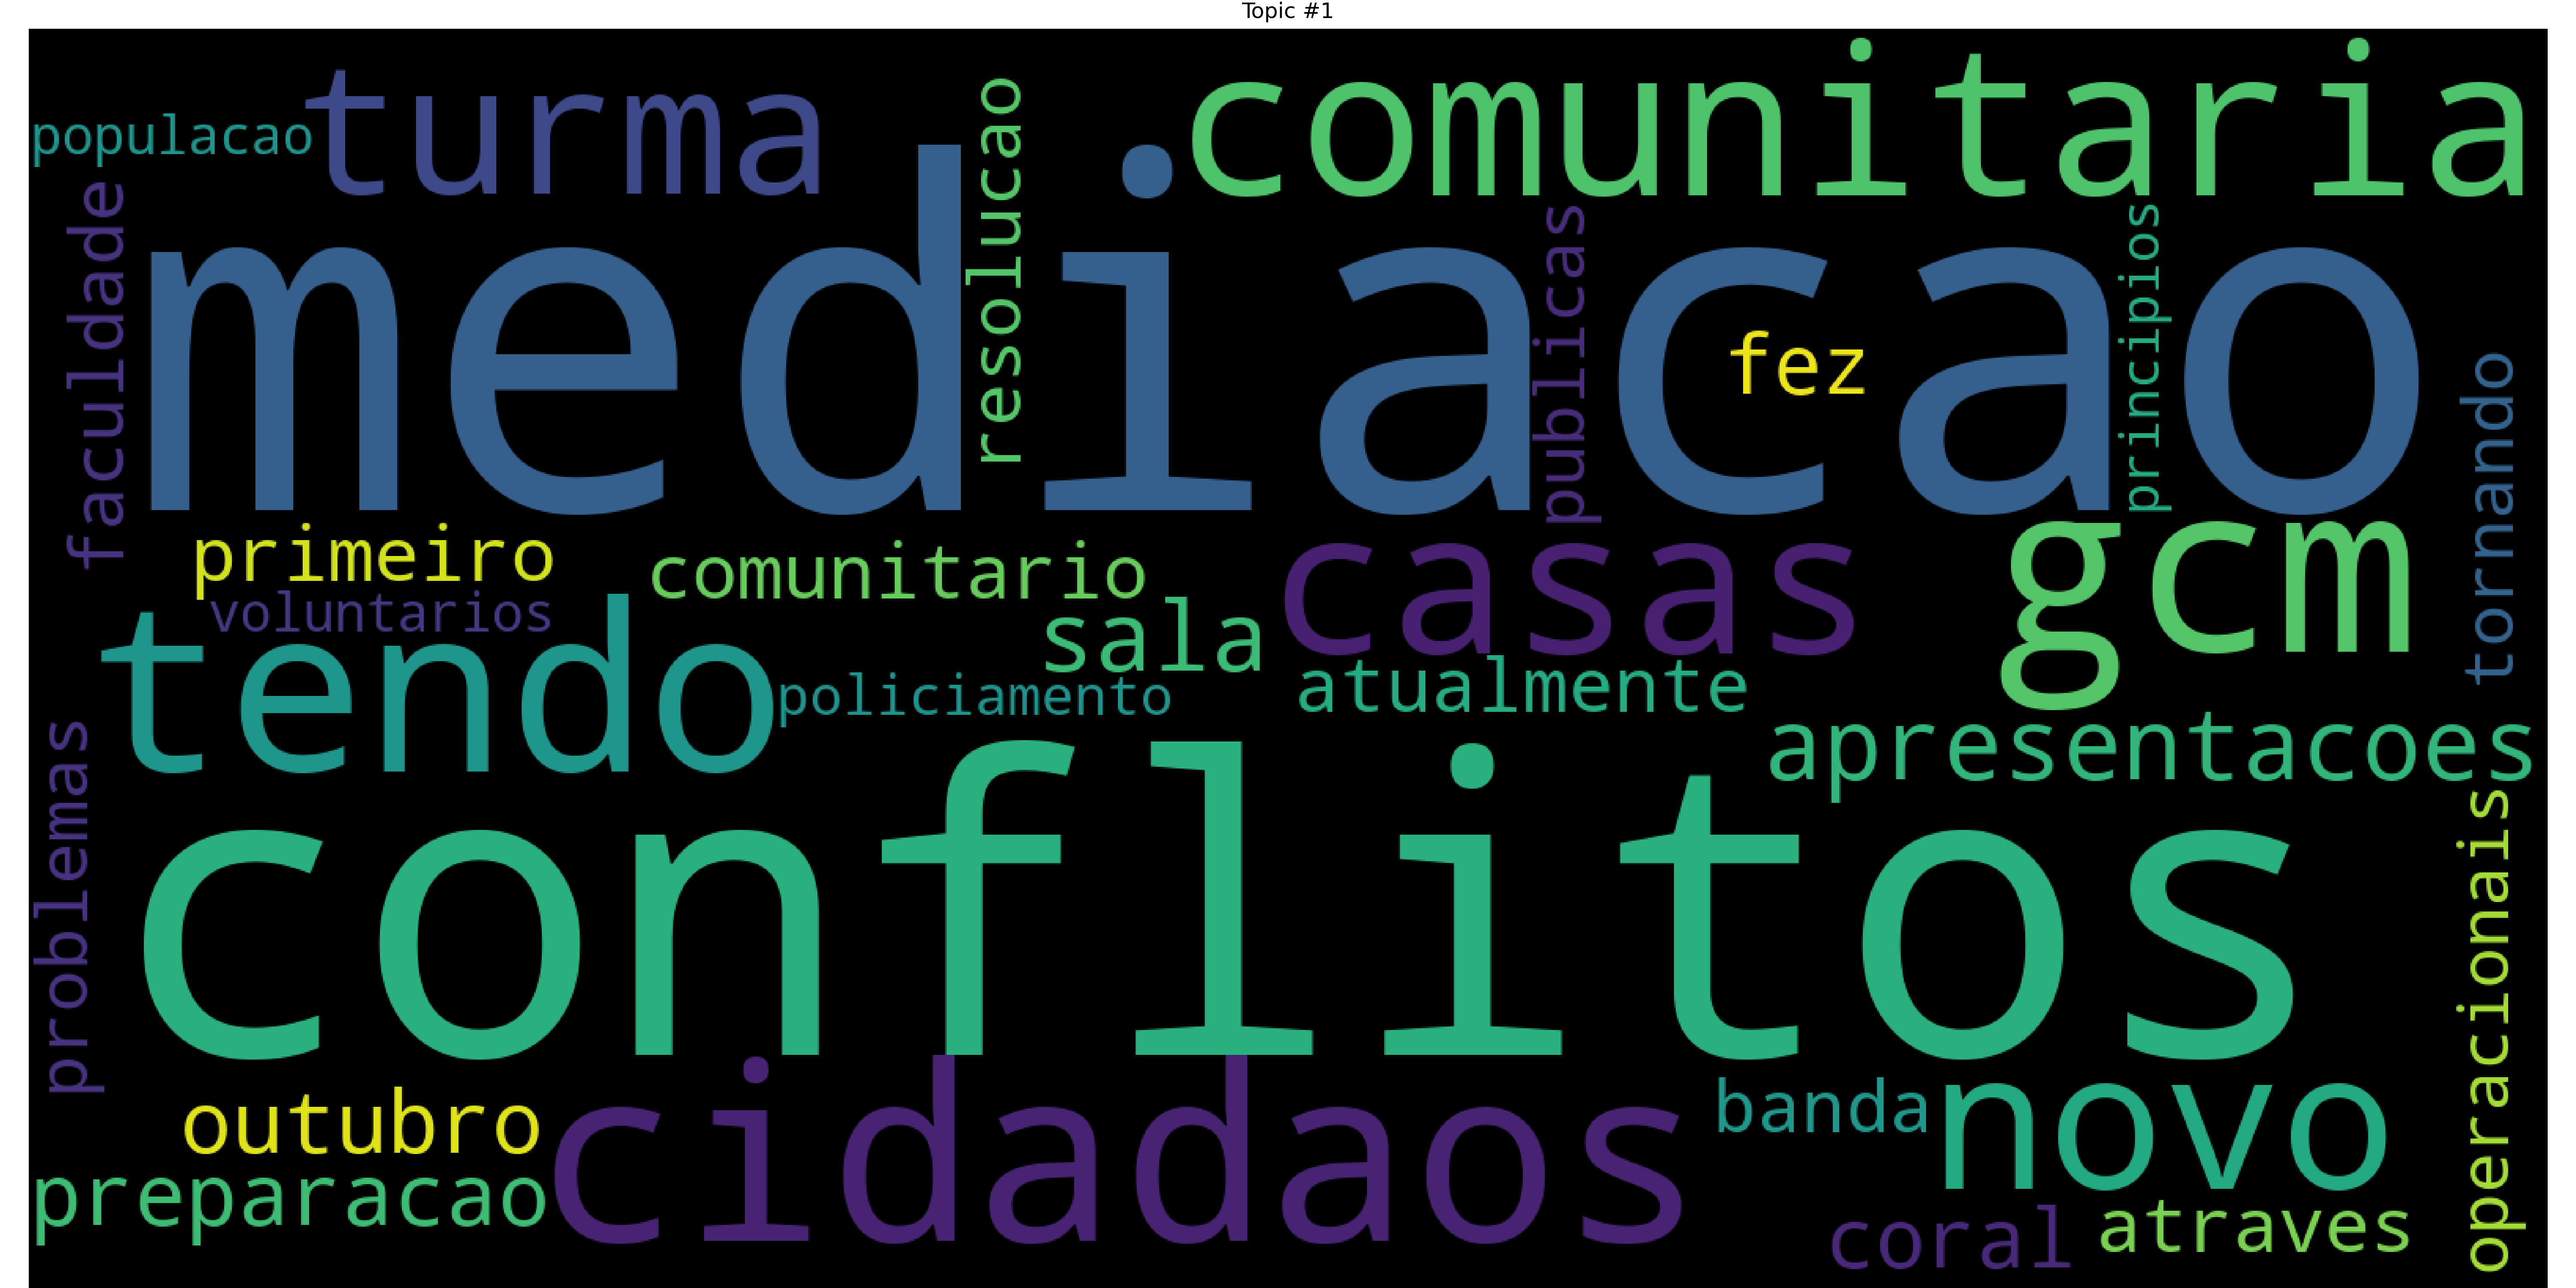 Topic #1
populacao
turma
comunitaria
resolucao
faculdade
mediacao
publicas
fez
principios
tornando
primeiro
comunitario
casas
gcm
voluntarios
tendo
sala
policiamento
atualmente
apresentacoes
problemas
conflitos
operacionais
outubro
cidadaos
banda
novo
preparacao
coral
atraves